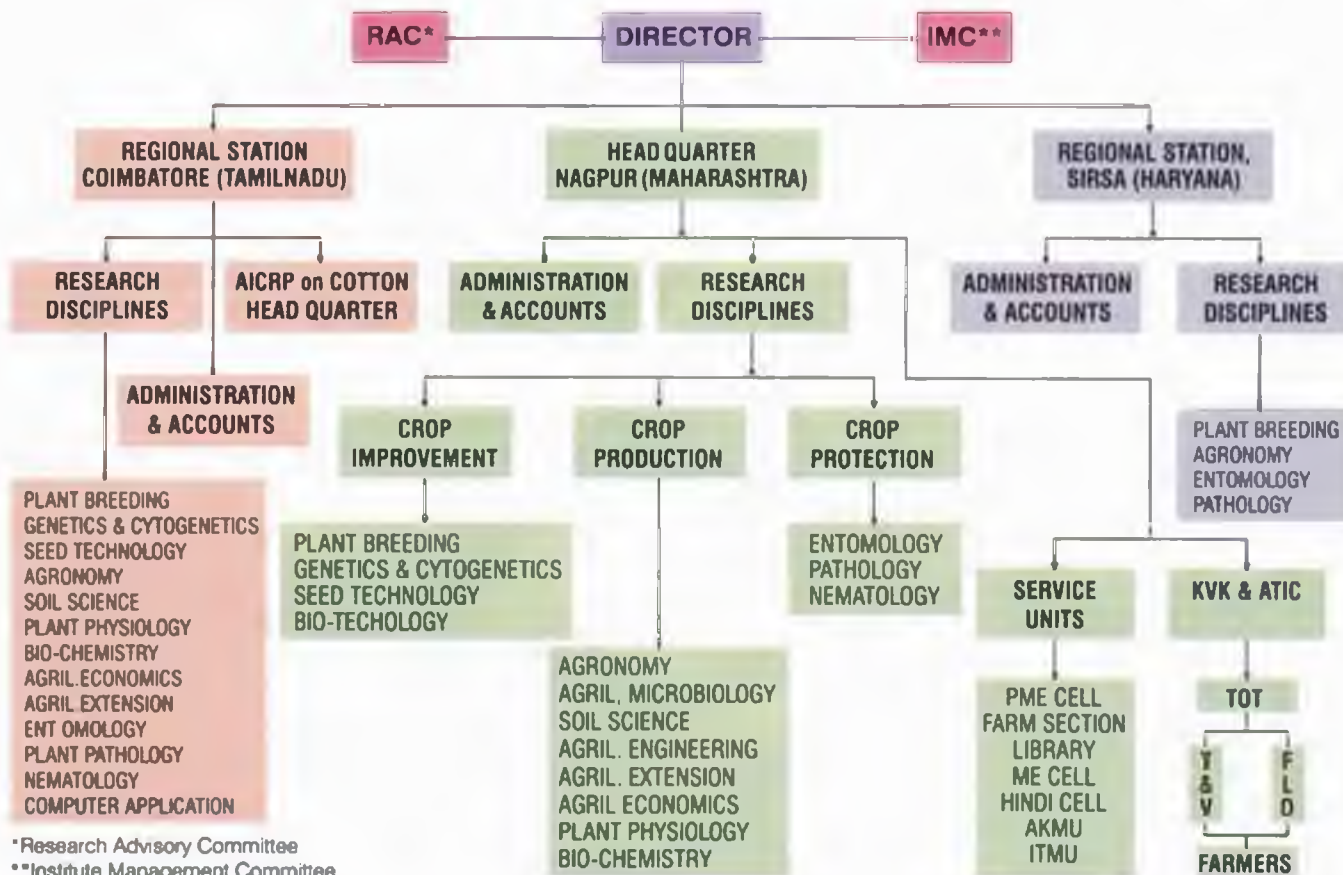 RAC*
DIRECTOR
IMC**
REGIONAL STATION
COIMBATORE (TAMILNADU)
HEAD QUARTER
NAGPUR (MAHARASHTRA)
REGIONAL STATION,
SIRSA (HARYANA)
RESEARCH
DISCIPLINES
AICRP on COTTON
HEAD QUARTER
ADMINISTRATION
& ACCOUNTS
RESEARCH
DISCIPLINES
ADMINISTRATION
& ACCOUNTS
RESEARCH
DISCIPLINES
ADMINISTRATION
& ACCOUNTS
CROP
IMPROVEMENT
CROP
PRODUCTION
CROP
PROTECTION
PLANT BREEDING
AGRONOMY
ENTOMOLOGY
PATHOLOGY
PLANT BREEDING
GENETICS & CYTOGENETICS
SEED TECHNOLOGY
AGRONOMY
SOIL SCIENCE
PLANT PHYSIOLOGY
BIO-CHEMISTRY
AGRIL.ECONOMICS
AGRIL.EXTENSION
ENT OMOLOGY
PLANT PATHOLOGY
NEMATOLOGY
COMPUTER APPLICATION
PLANT BREEDING
GENETICS & CYTOGENETICS
SEED TECHNOLOGY
BIO-TECHOLOGY
ENTOMOLOGY
PATHOLOGY
NEMATOLOGY
SERVICE
UNITS
KVK & ATIC
AGRONOMY
AGRIL, MICROBIOLOGY
SOIL SCIENCE
AGRIL. ENGINEERING
AGRIL. EXTENSION
AGRIL ECONOMICS
PLANT PHYSIOLOGY
BIO-CHEMISTRY
PME CELL
FARM SECTION
LIBRARY
ME CELL
HINDI CELL
AKMU
ITMU
TOT
T&V
FLD
FARMERS
*Research Advisory Committee
**Institute Management Committee